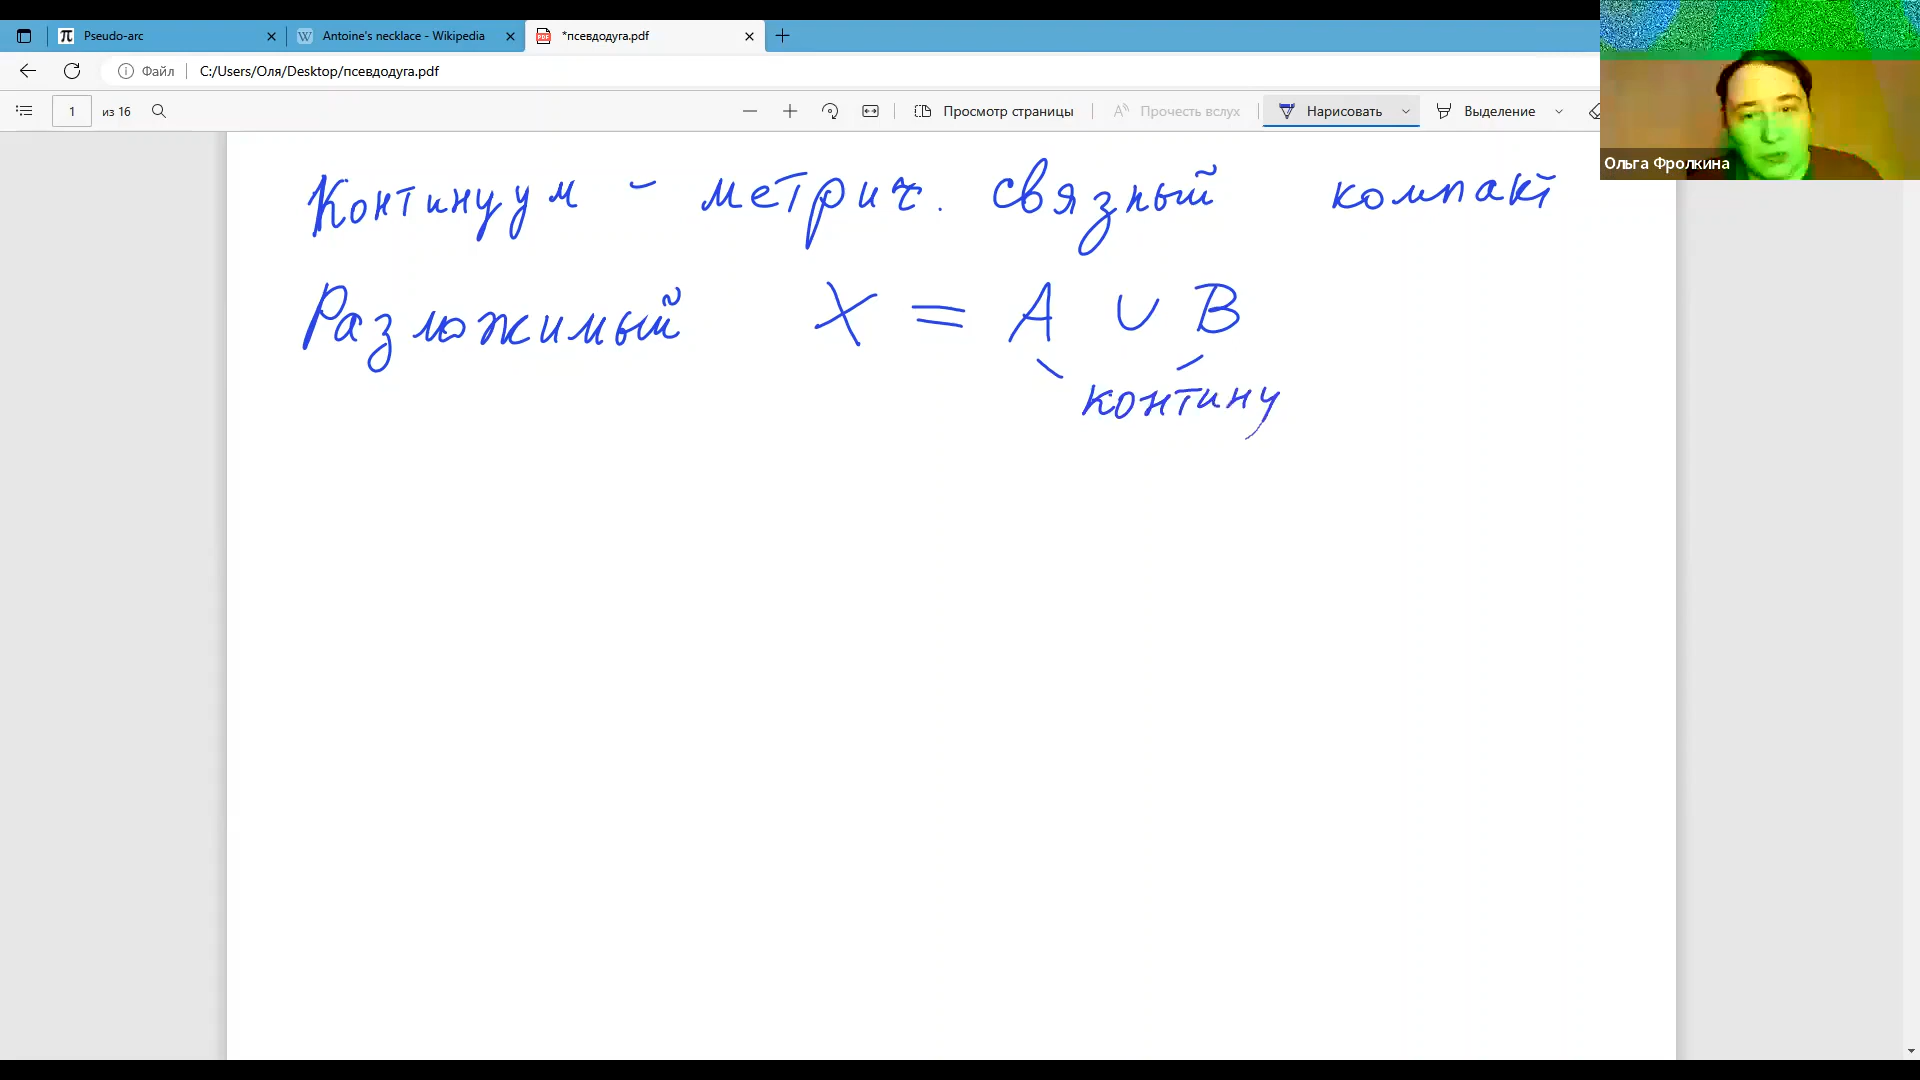 Pseudo-arc
Antoine's necklace - Wikipedia
*псевдодуга.pdf
Файл
C:/Users/Оля/Desktop/псевдодуга.pdf
1 из 16
Просмотр страницы
Прочесть вслух
Нарисовать
Выделение
Ольга Фролкина
Континуум - метрич. связный компакт
Разложимый X = A ∪ B
континy